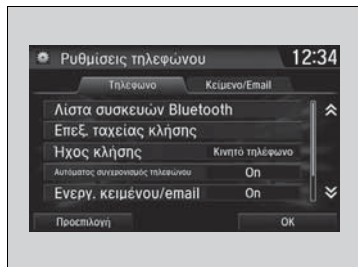 Ρυθμίσεις τηλεφώνου 12:34
Τηλέφωνο Κείμενο/Email
Λίστα συσκευών Bluetooth
Επεξ. ταχείας κλήσης
Ήχος κλήσης Κινητό τηλέφωνο
Αυτόματος συγχρονισμός τηλεφώνου On
Ενεργ. κειμένου/email On
Προεπιλογή OK